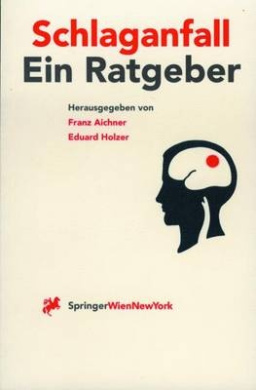 Schlaganfall
Ein Ratgeber
Herausgegeben von
Franz Aichner
Eduard Holzer
SpringerWienNewYork